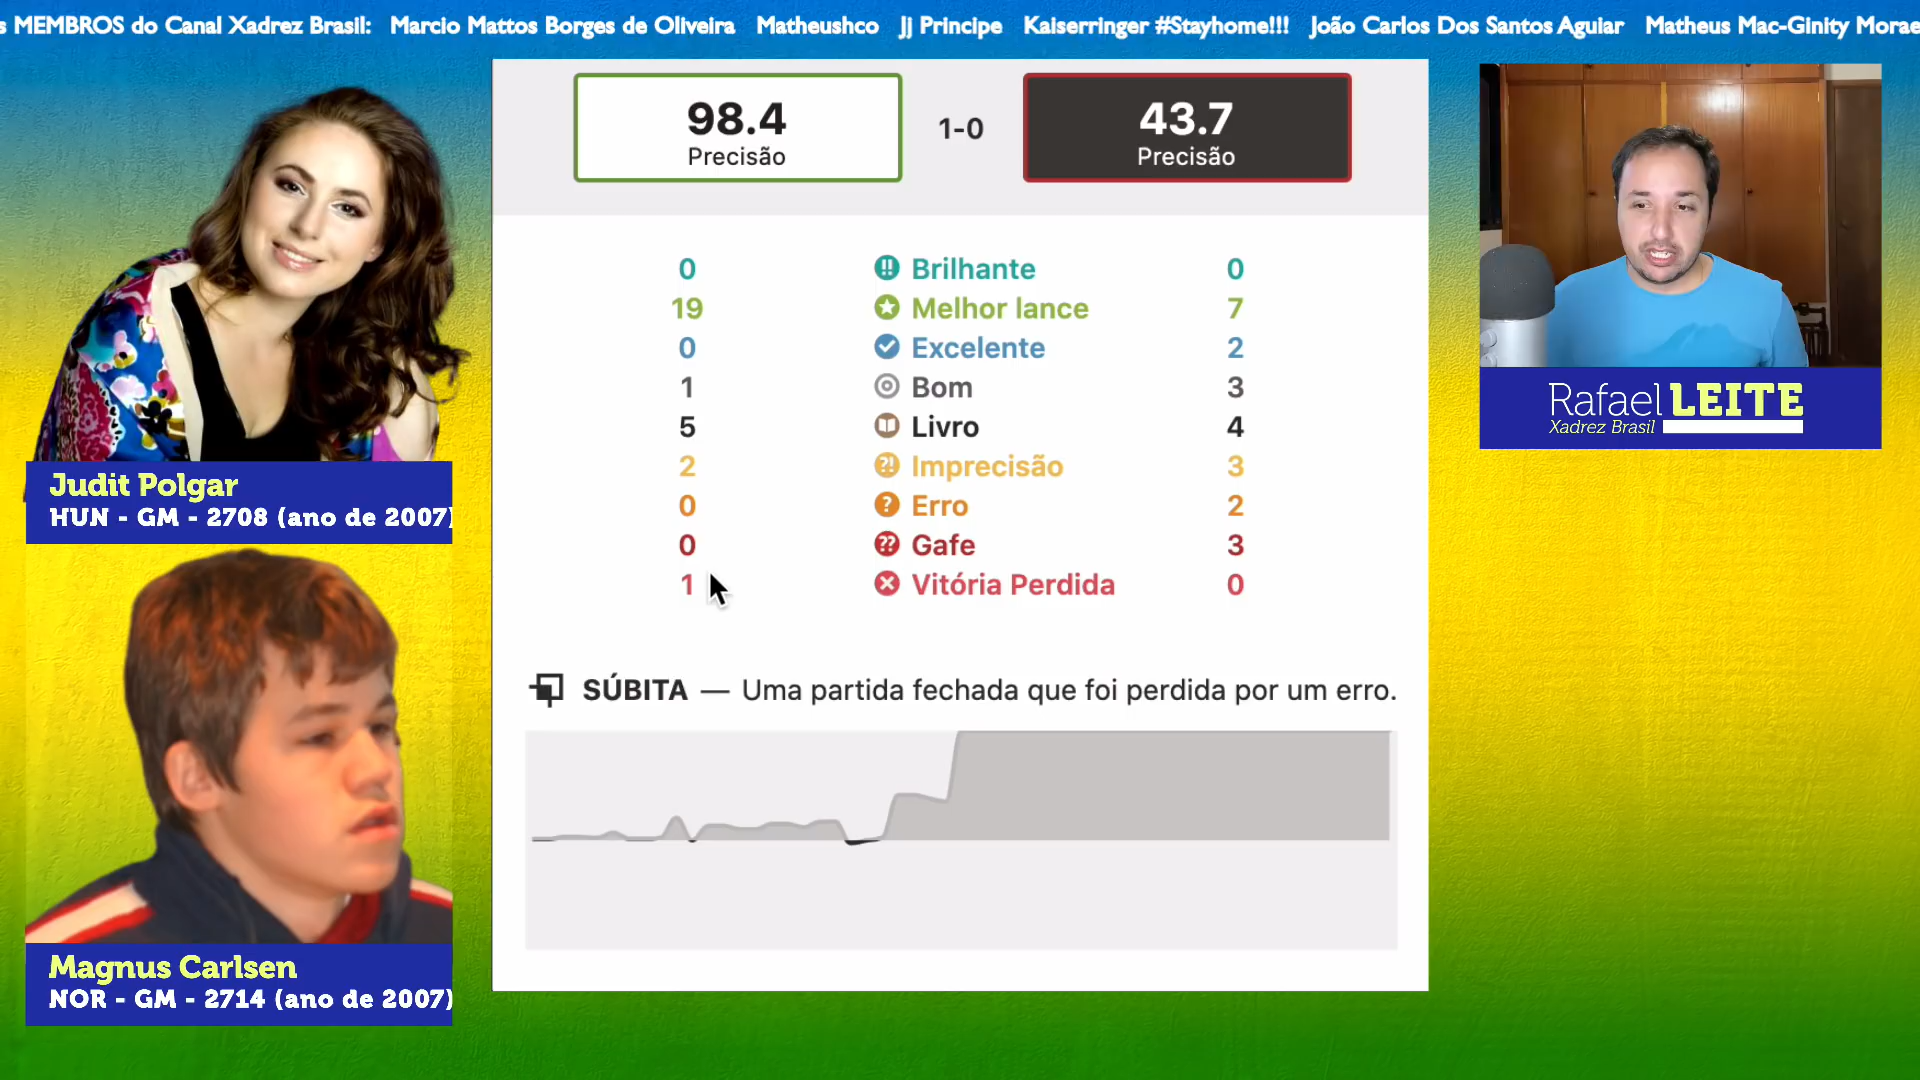 s MEMBROS do Canal Xadrez Brasil: Marcio Mattos Borges de Oliveira Matheushco Jj Principe Kaiserringer #Stayhome!!! João Carlos Dos Santos Aguiar Matheus Mac-Ginity Morae
98.4
Precisão
1-0
43.7
Precisão
0 Brilhante 0
19 Melhor lance 7
0 Excelente 2
1 Bom 3
5 Livro 4
2 Imprecisão 3
0 Erro 2
0 Gafe 3
1 Vitória Perdida 0
SÚBITA — Uma partida fechada que foi perdida por um erro.
Judit Polgar
HUN - GM - 2708 (ano de 2007)
Magnus Carlsen
NOR - GM - 2714 (ano de 2007)
Rafael LEITE
Xadrez Brasil